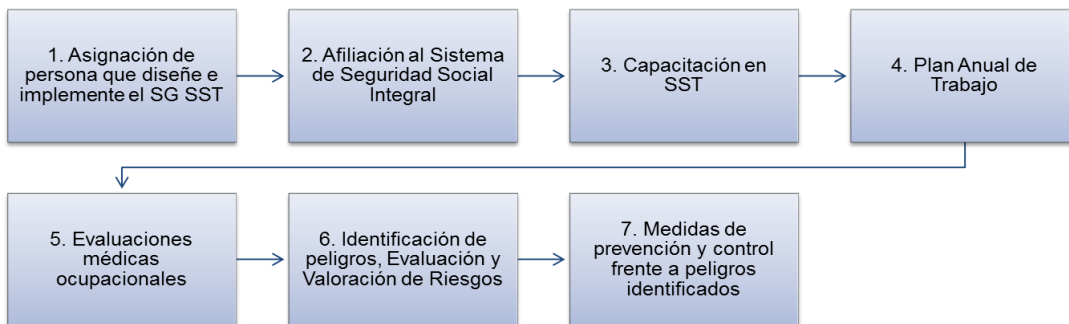 1. Asignación de
persona que diseñe e
implemente el SG SST
2. Afiliación al Sistema
de Seguridad Social
Integral
3. Capacitación en
SST
4. Plan Anual de
Trabajo
5. Evaluaciones
médicas
ocupacionales
6. Identificación de
peligros, Evaluación y
Valoración de Riesgos
7. Medidas de
prevención y control
frente a peligros
identificados